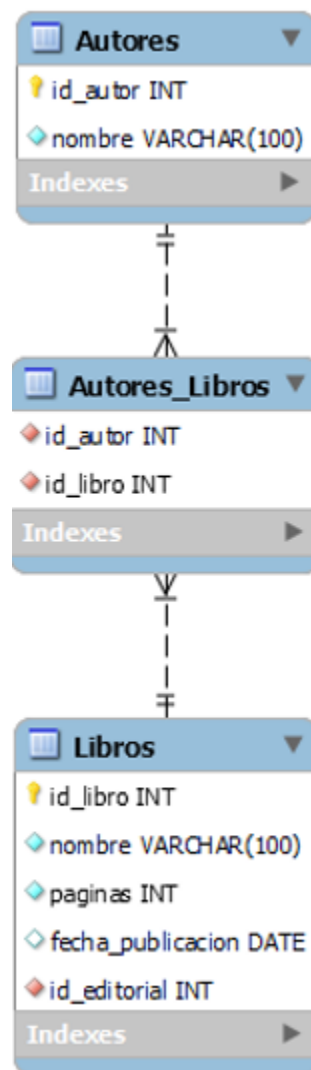 Autores
id_autor INT
nombre VARCHAR(100)
Indexes
Autores_Libros
id_autor INT
id_libro INT
Indexes
Libros
id_libro INT
nombre VARCHAR(100)
paginas INT
fecha_publicacion DATE
id_editorial INT
Indexes